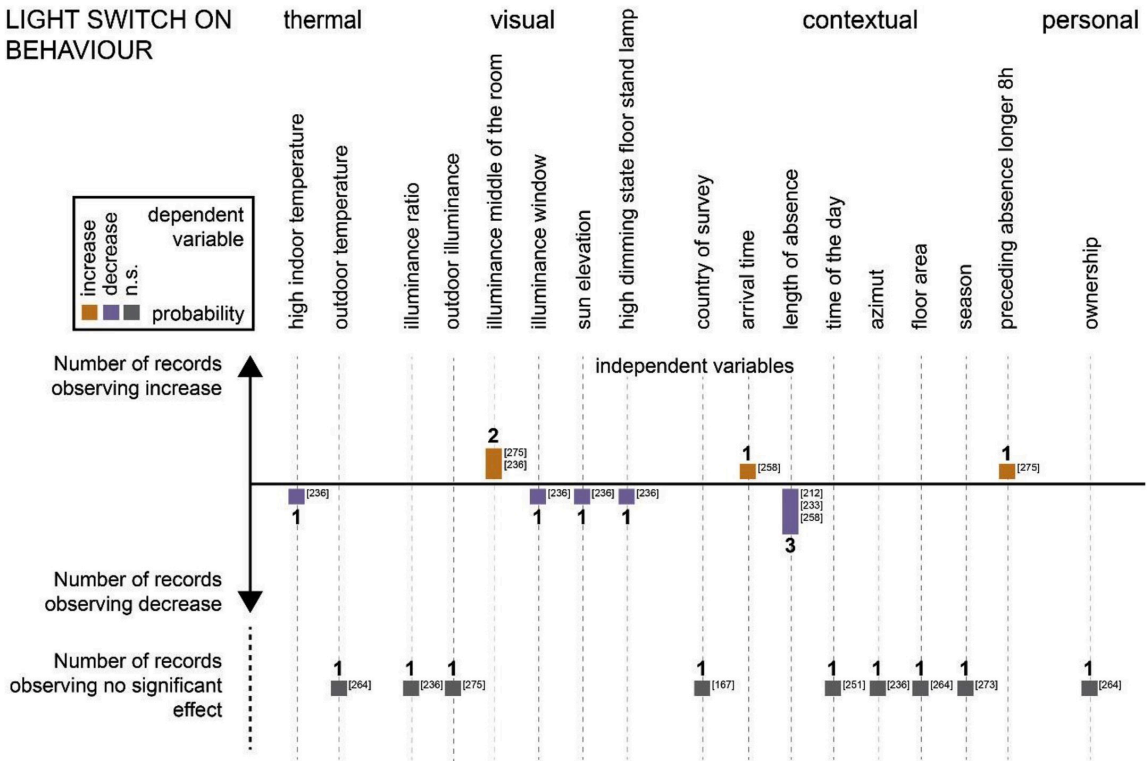 LIGHT SWITCH ON
BEHAVIOUR
thermal
visual
contextual
personal
high indoor temperature
outdoor temperature
illuminance ratio
outdoor illuminance
illuminance middle of the room
illuminance window
sun elevation
high dimming state floor stand lamp
country of survey
arrival time
length of absence
time of the day
azimut
floor area
season
preceding absence longer 8h
ownership
dependent
variable
increase
decrease
n.s.
probability
Number of records
observing increase
independent variables
2
[275]
[236]
1
[258]
1
[275]
[236]
1
[236]
1
[236]
1
[236]
1
[212]
[233]
[258]
3
Number of records
observing decrease
Number of records
observing no significant
effect
1
[264]
1
[236]
1
[275]
1
[167]
1
[251]
1
[236]
1
[264]
1
[273]
1
[264]